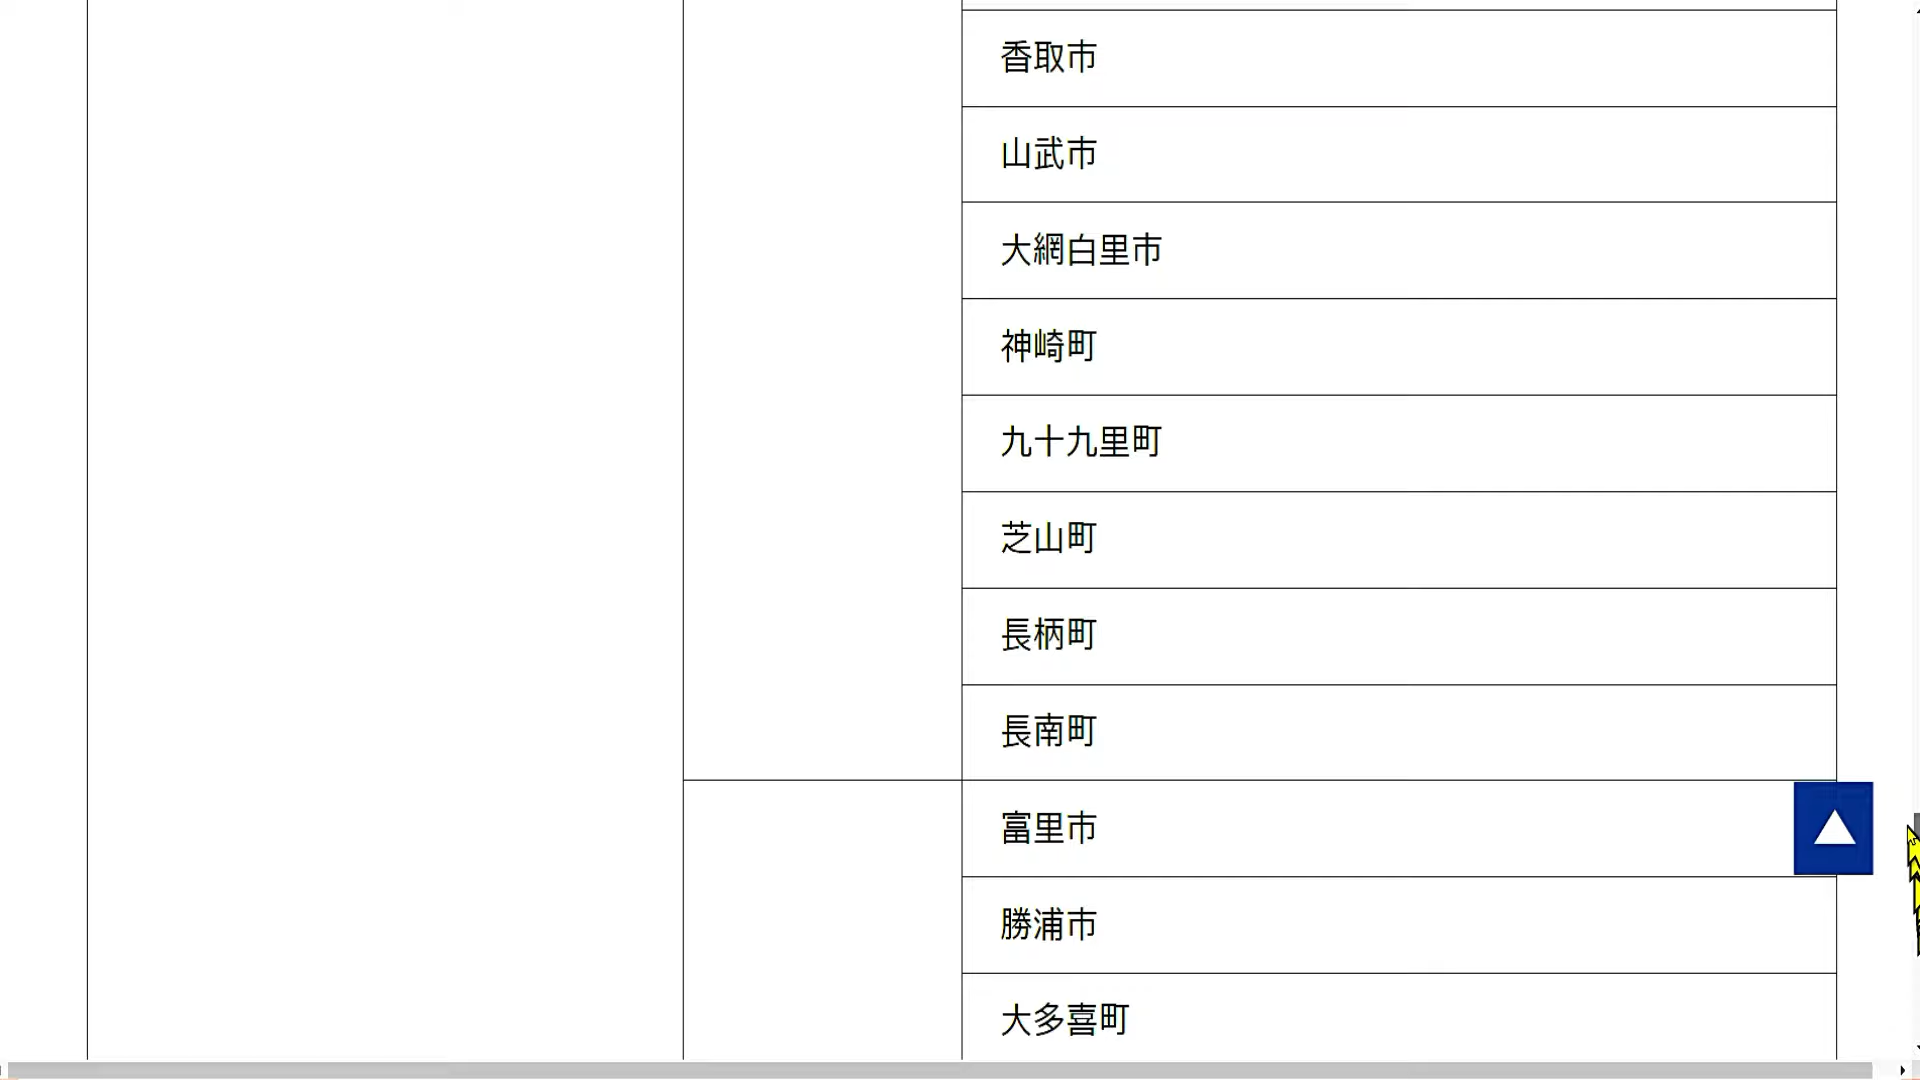 香取市
山武市
大網白里市
神崎町
九十九里町
芝山町
長柄町
長南町
富里市
勝浦市
大多喜町